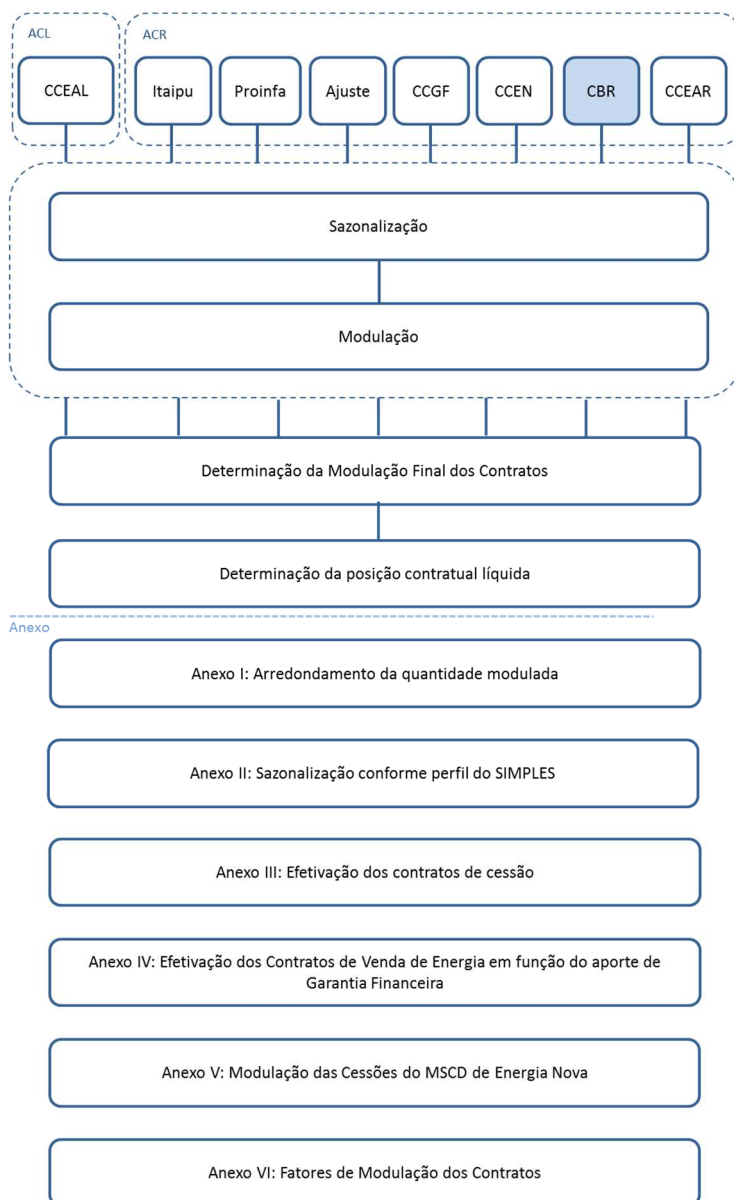 ACL
ACR
CCEAL
Itaipu
Proinfa
Ajuste
CCGF
CCEN
CBR
CCEAR
Sazonalização
Modulação
Determinação da Modulação Final dos Contratos
Determinação da posição contratual líquida
Anexo
Anexo I: Arredondamento da quantidade modulada
Anexo II: Sazonalização conforme perfil do SIMPLES
Anexo III: Efetivação dos contratos de cessão
Anexo IV: Efetivação dos Contratos de Venda de Energia em função do aporte de
Garantia Financeira
Anexo V: Modulação das Cessões do MSCD de Energia Nova
Anexo VI: Fatores de Modulação dos Contratos